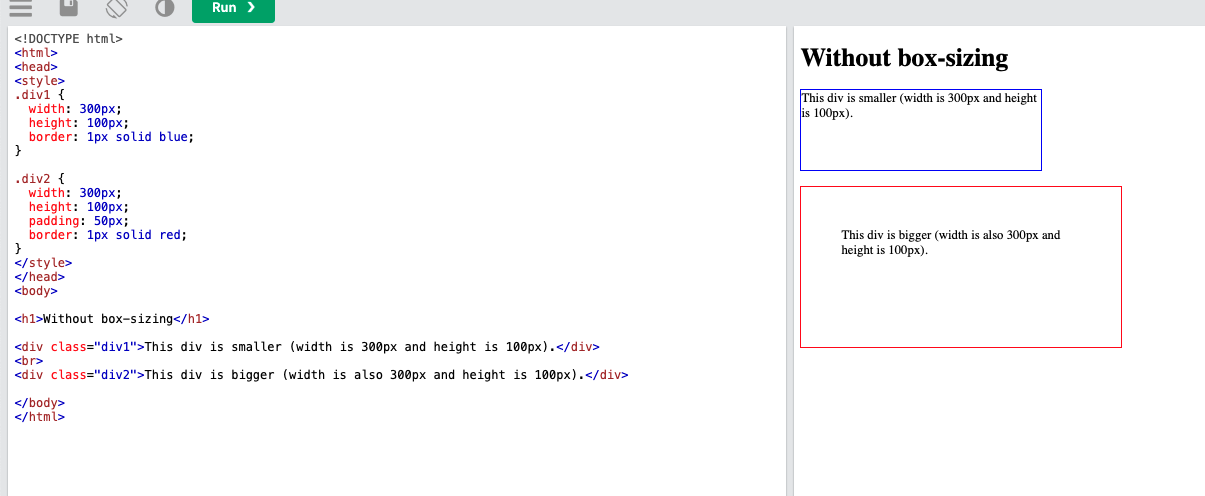 Run ❯
<!DOCTYPE html>
<html>
<head>
<style>
.div1 {
  width: 300px;
  height: 100px;
  border: 1px solid blue;
}

.div2 {
  width: 300px;
  height: 100px;
  padding: 50px;
  border: 1px solid red;
}
</style>
</head>
<body>

<h1>Without box-sizing</h1>

<div class="div1">This div is smaller (width is 300px and height is 100px).</div>
<br>
<div class="div2">This div is bigger (width is also 300px and height is 100px).</div>

</body>
</html>
Without box-sizing
This div is smaller (width is 300px and height
is 100px).
This div is bigger (width is also 300px and
height is 100px).